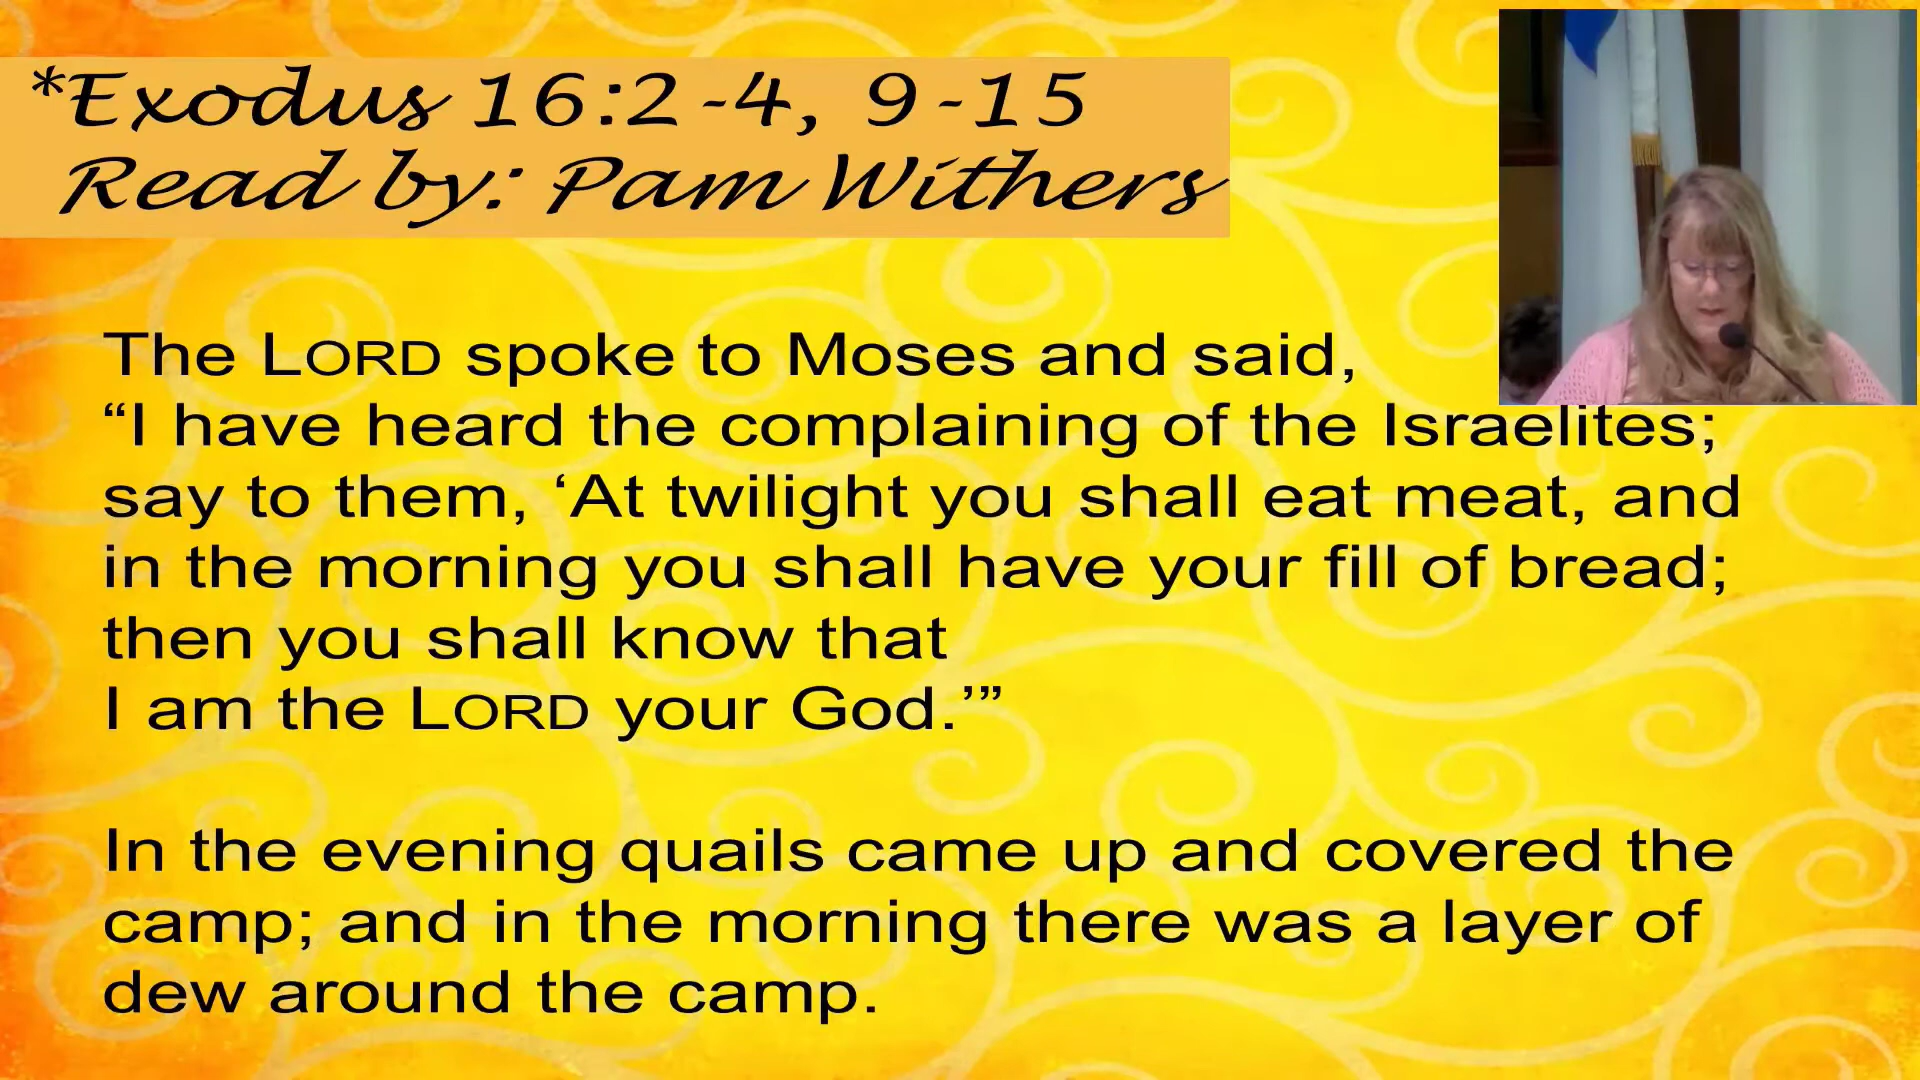 *Exodus 16:2-4, 9-15
Read by: Pam Withers
The LORD spoke to Moses and said,
“I have heard the complaining of the Israelites;
say to them, ‘At twilight you shall eat meat, and
in the morning you shall have your fill of bread;
then you shall know that
I am the LORD your God.’”
In the evening quails came up and covered the
camp; and in the morning there was a layer of
dew around the camp.